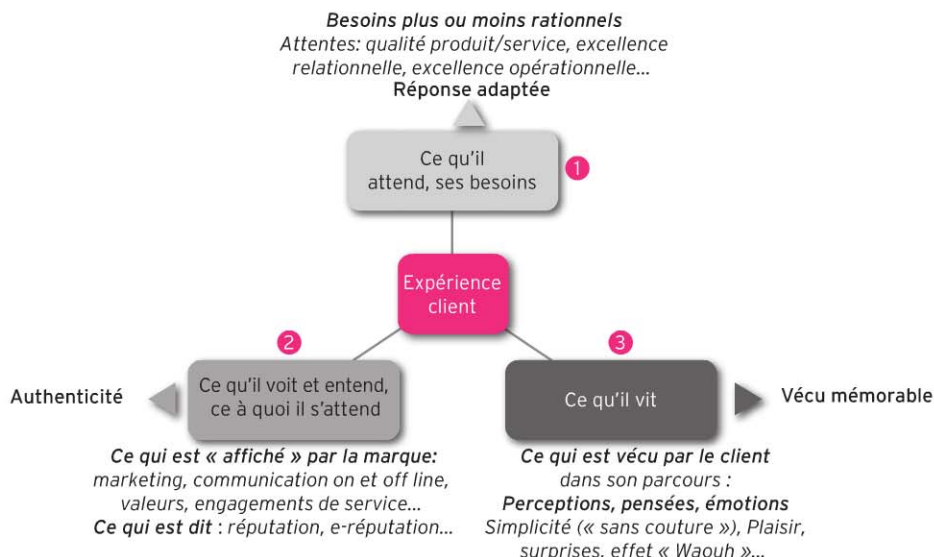 Besoins plus ou moins rationnels
Attentes: qualité produit/service, excellence
relationnelle, excellence opérationnelle...
Réponse adaptée
Ce qu'il
attend, ses besoins
1
Expérience
client
2
3
Authenticité
Ce qu'il voit et entend,
ce à quoi il s'attend
Ce qu'il vit
Vécu mémorable
Ce qui est « affiché » par la marque:
marketing, communication on et off line,
valeurs, engagements de service...
Ce qui est dit : réputation, e-réputation...
Ce qui est vécu par le client
dans son parcours :
Perceptions, pensées, émotions
Simplicité (« sans couture »), Plaisir,
surprises, effet « Waouh »...